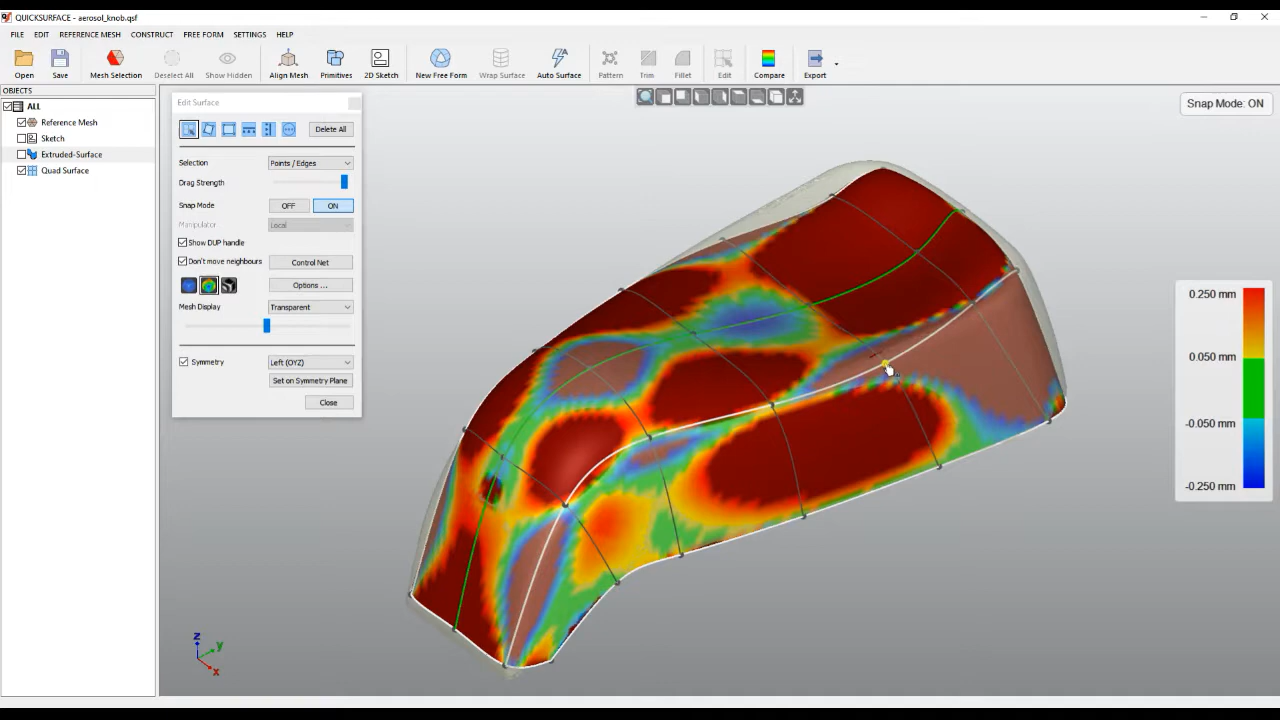 QUICKSURFACE - aerosol_knob.qsf
FILE EDIT REFERENCE MESH CONSTRUCT FREE FORM SETTINGS HELP
Open Save Mesh Selection Deselect All Show Hidden Align Mesh Primitives 2D Sketch New Free Form Wrap Surface Auto Surface Pattern Trim Fillet Edit Compare Export
OBJECTS
ALL
Reference Mesh
Sketch
Extruded-Surface
Quad Surface
Edit Surface
Delete All
Selection Points / Edges
Drag Strength
Snap Mode OFF ON
Manipulator Local
Show DUP handle
Don't move neighbours Control Net
Options ...
Mesh Display Transparent
Symmetry Left (OYZ)
Set on Symmetry Plane
Close
Snap Mode: ON
0.250 mm
0.050 mm
-0.050 mm
-0.250 mm
z
y
x